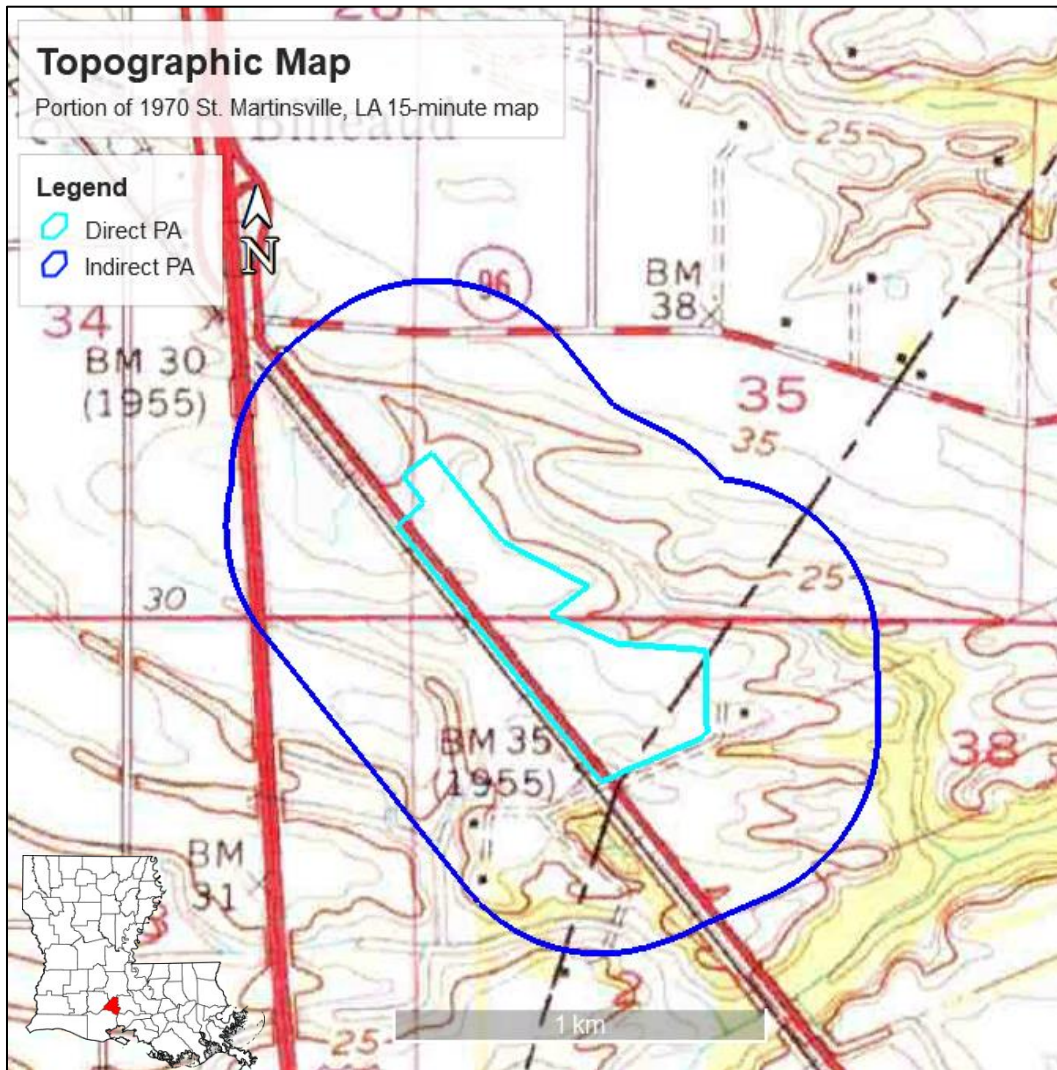 Topographic Map
Portion of 1970 St. Martinsville, LA 15-minute map
Legend
Direct PA
Indirect PA
N
25
96
BM
38
34
BM 30
(1955)
35
35
30
25
BM 35
(1955)
38
BM
31
25
1 km